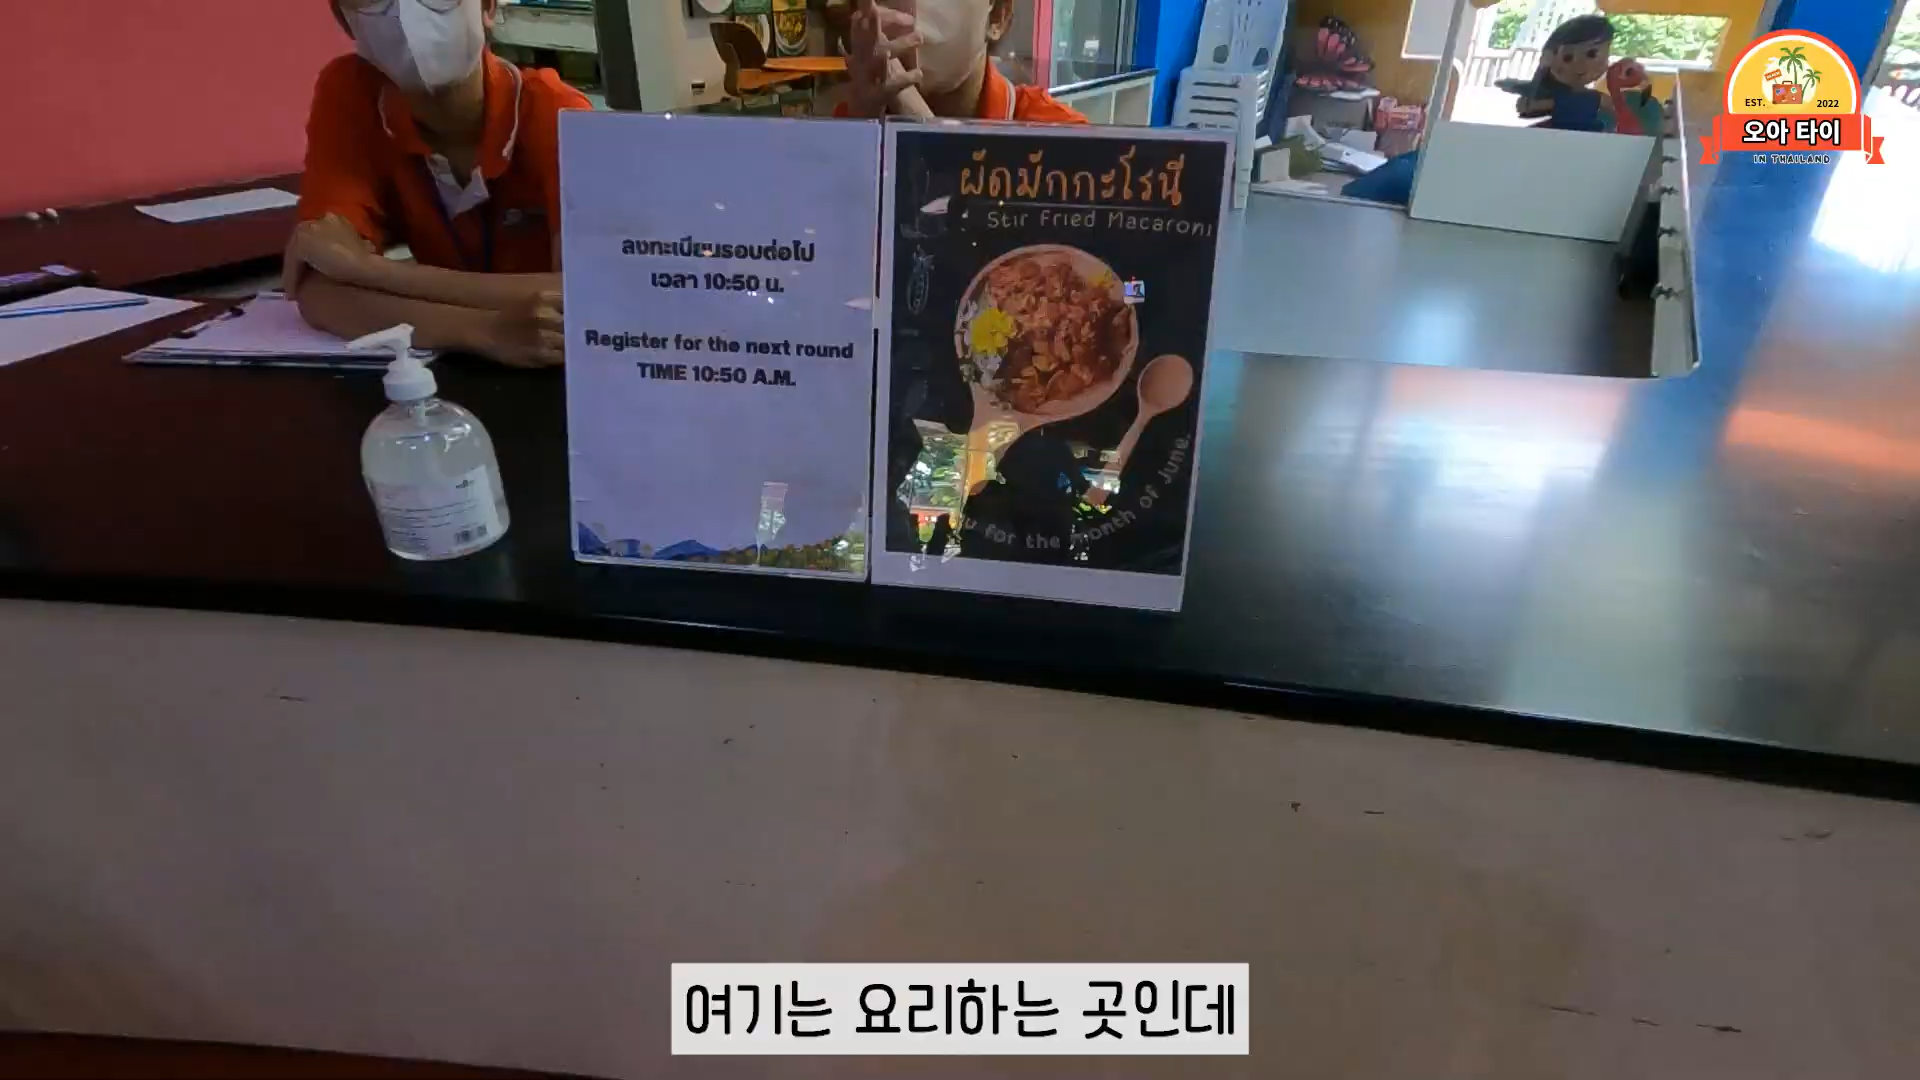 EST. 2022
오아 타이
IN THAILAND
ลงทะเบียนรอบต่อไป
เวลา 10:50 น.
Register for the next round
TIME 10:50 A.M.
ผัดมักกะโรนี
Stir Fried Macaroni
for the month of June.
여기는 요리하는 곳인데